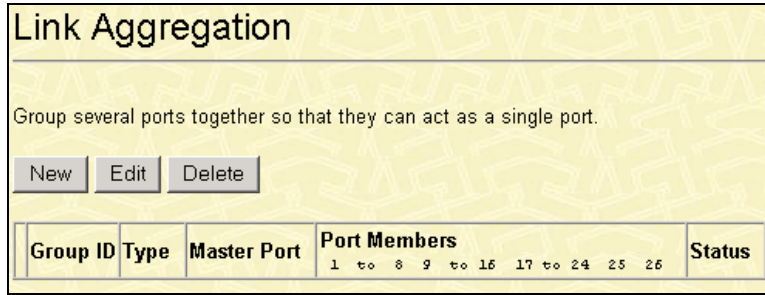 Link Aggregation
Group several ports together so that they can act as a single port.
New Edit Delete
Group ID Type Master Port Port Members Status
1 to 8 9 to 16 17 to 24 25 26